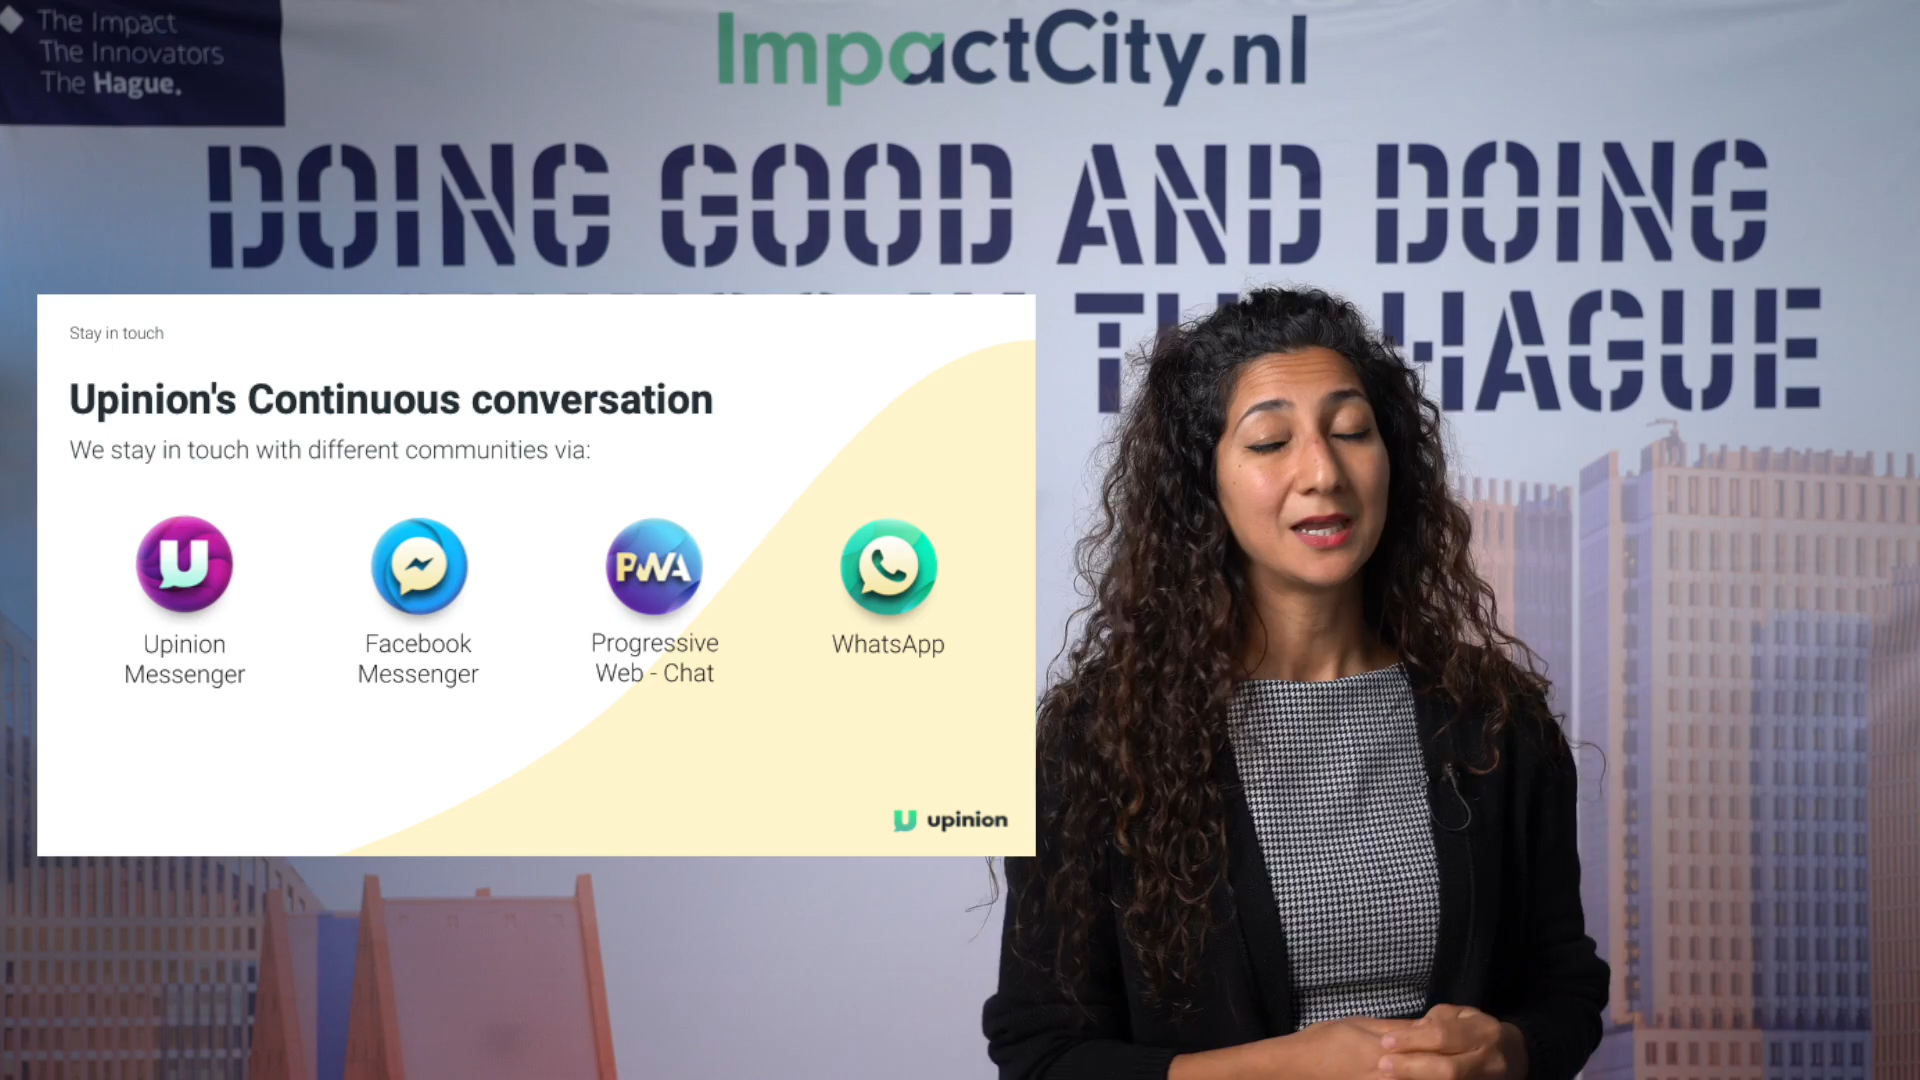 The Impact
The Innovators
The Hague.
ImpactCity.nl
DOING GOOD AND DOING
HAGUE
Stay in touch
Upinion's Continuous conversation
We stay in touch with different communities via:
U
Upinion
Messenger
Facebook
Messenger
PWA
Progressive
Web - Chat
WhatsApp
upinion